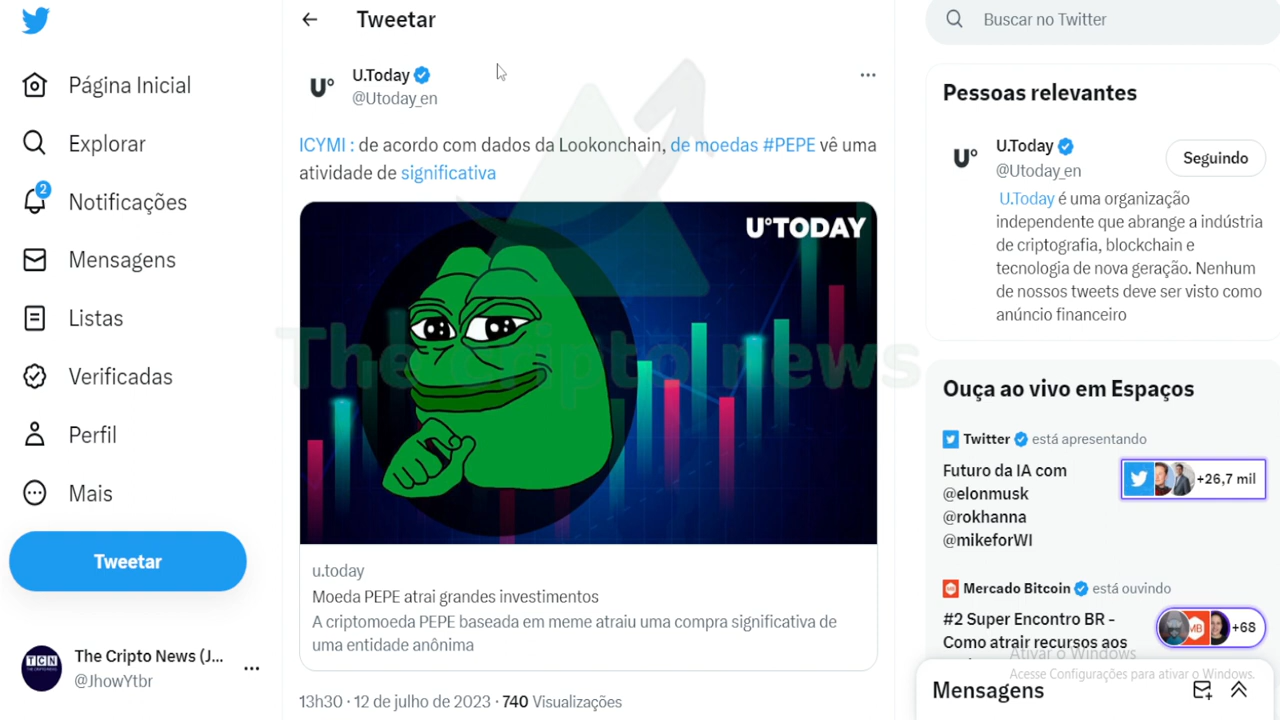 Tweetar
Buscar no Twitter
Página Inicial
Explorar
2
Notificações
Mensagens
Listas
Verificadas
Perfil
Mais
Tweetar
TCN
The Cripto News (J...
@JhowYtbr
U° U.Today
@Utoday_en
ICYMI : de acordo com dados da Lookonchain, de moedas #PEPE vê uma
atividade de significativa
U°TODAY
The Cripto news
u.today
Moeda PEPE atrai grandes investimentos
A criptomoeda PEPE baseada em meme atraiu uma compra significativa de
uma entidade anônima
13h30 · 12 de julho de 2023 · 740 Visualizações
Pessoas relevantes
U° U.Today
@Utoday_en
Seguindo
U.Today é uma organização
independente que abrange a indústria
de criptografia, blockchain e
tecnologia de nova geração. Nenhum
de nossos tweets deve ser visto como
anúncio financeiro
Ouça ao vivo em Espaços
Twitter está apresentando
Futuro da IA com
@elonmusk
@rokhanna
@mikeforWI
+26,7 mil
Mercado Bitcoin está ouvindo
#2 Super Encontro BR -
Como atrair recursos aos
MB
+68
Ativar o Windows
Acesse Configurações para ativar o Windows.
Mensagens